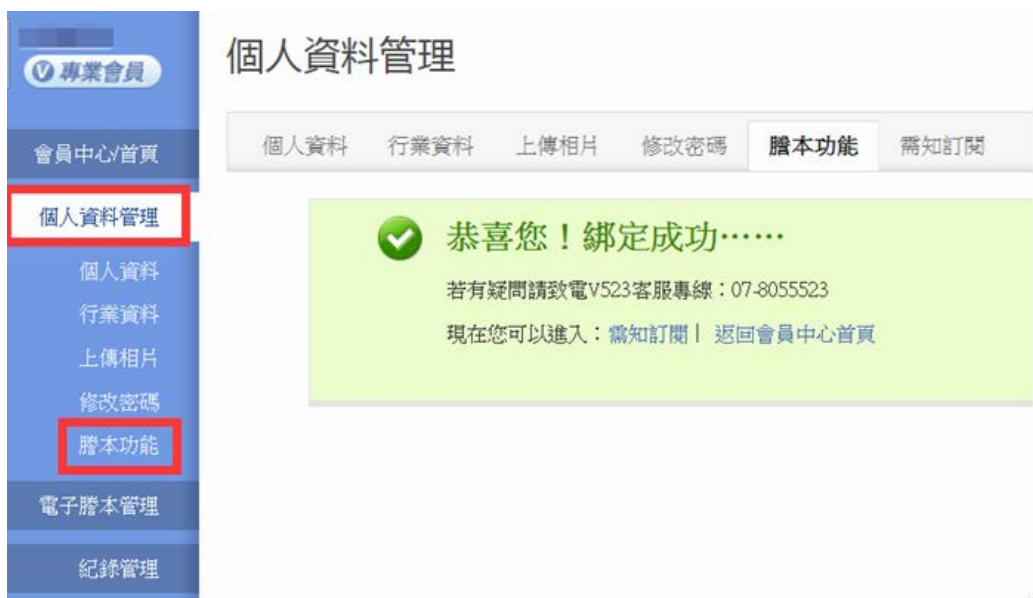 專業會員
會員中心/首頁
個人資料管理
個人資料
行業資料
上傳相片
修改密碼
謄本功能
電子謄本管理
紀錄管理
個人資料管理
個人資料 行業資料 上傳相片 修改密碼 謄本功能 需知訂閱
恭喜您！綁定成功……
若有疑問請致電V523客服專線：07-8055523
現在您可以進入：需知訂閱 | 返回會員中心首頁